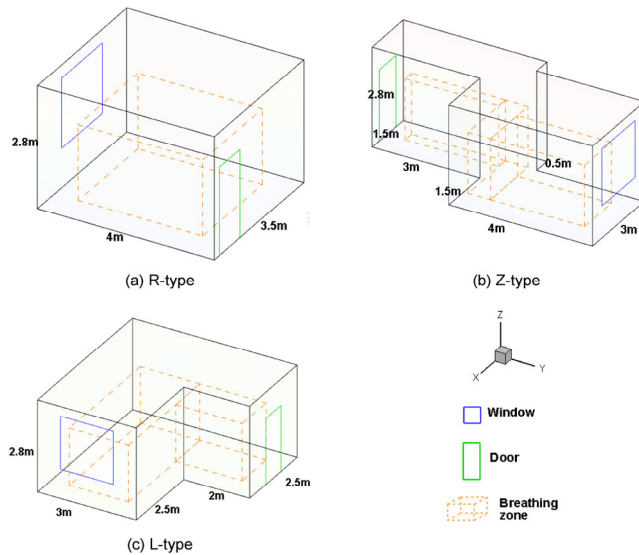 2.8m
4m
3.5m
(a) R-type
2.8m
1.5m
3m
1.5m
0.5m
4m
3m
(b) Z-type
2.8m
3m
2.5m
2m
2.5m
(c) L-type
Z
X
Y
Window
Door
Breathing
zone